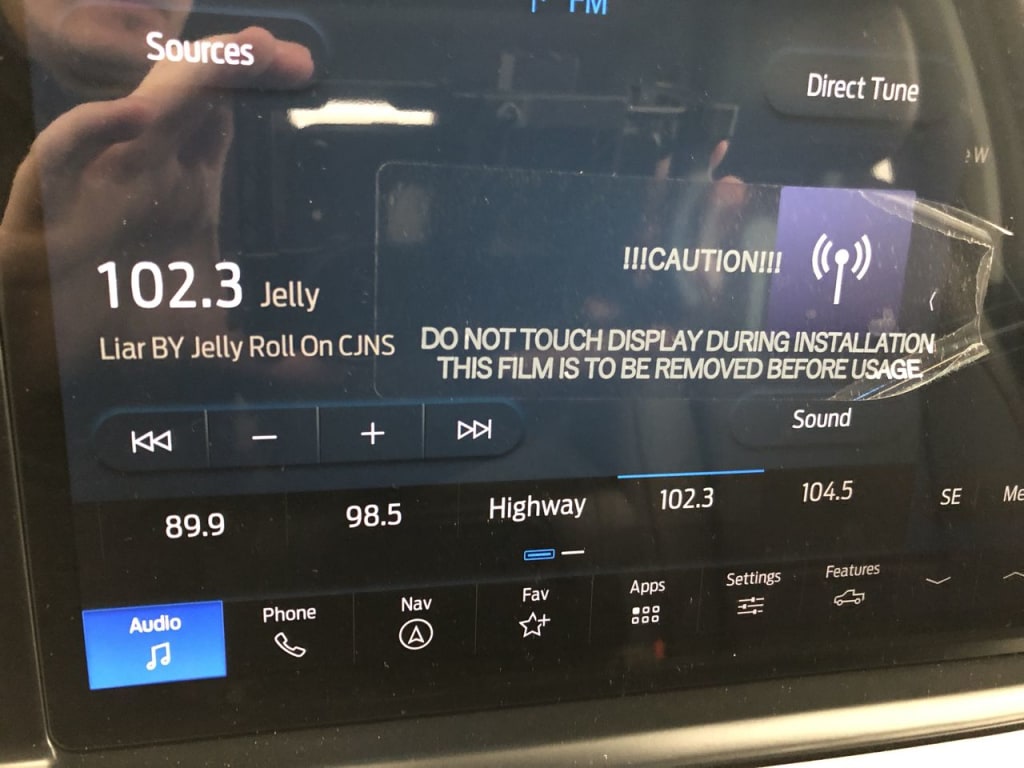 FM
Sources
Direct Tune
!!!CAUTION!!!
102.3 Jelly
Liar BY Jelly Roll On CJNS
DO NOT TOUCH DISPLAY DURING INSTALLATION
THIS FILM IS TO BE REMOVED BEFORE USAGE
Sound
89.9 98.5 Highway 102.3 104.5 SE
Audio Phone Nav Fav Apps Settings Features